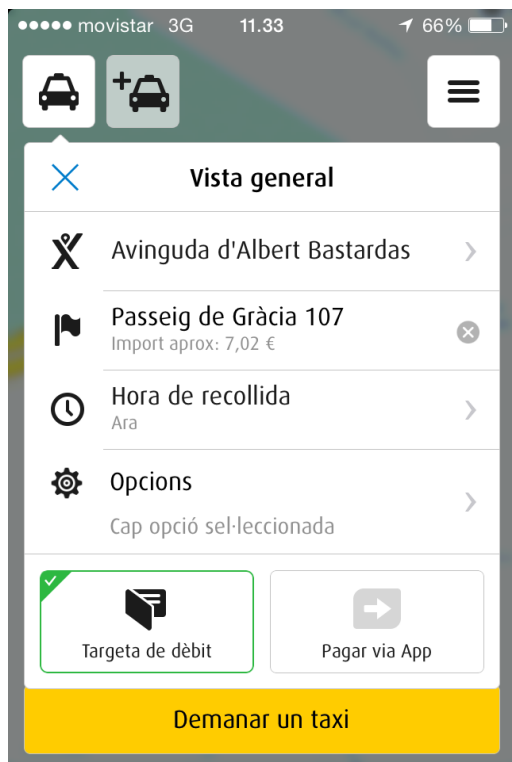 movistar 3G 11.33 66%
Vista general
Avinguda d'Albert Bastardas
Passeig de Gràcia 107
Import aprox: 7,02 €
Hora de recollida
Ara
Opcions
Cap opció sel·leccionada
Targeta de dèbit
Pagar via App
Demanar un taxi